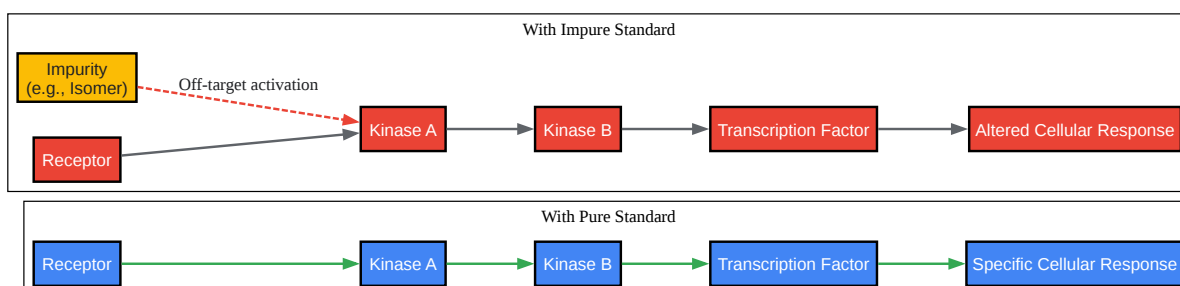 With Impure Standard
Impurity
(e.g., Isomer)
Off-target activation
Kinase A
Kinase B
Transcription Factor
Altered Cellular Response
Receptor
With Pure Standard
Receptor
Kinase A
Kinase B
Transcription Factor
Specific Cellular Response